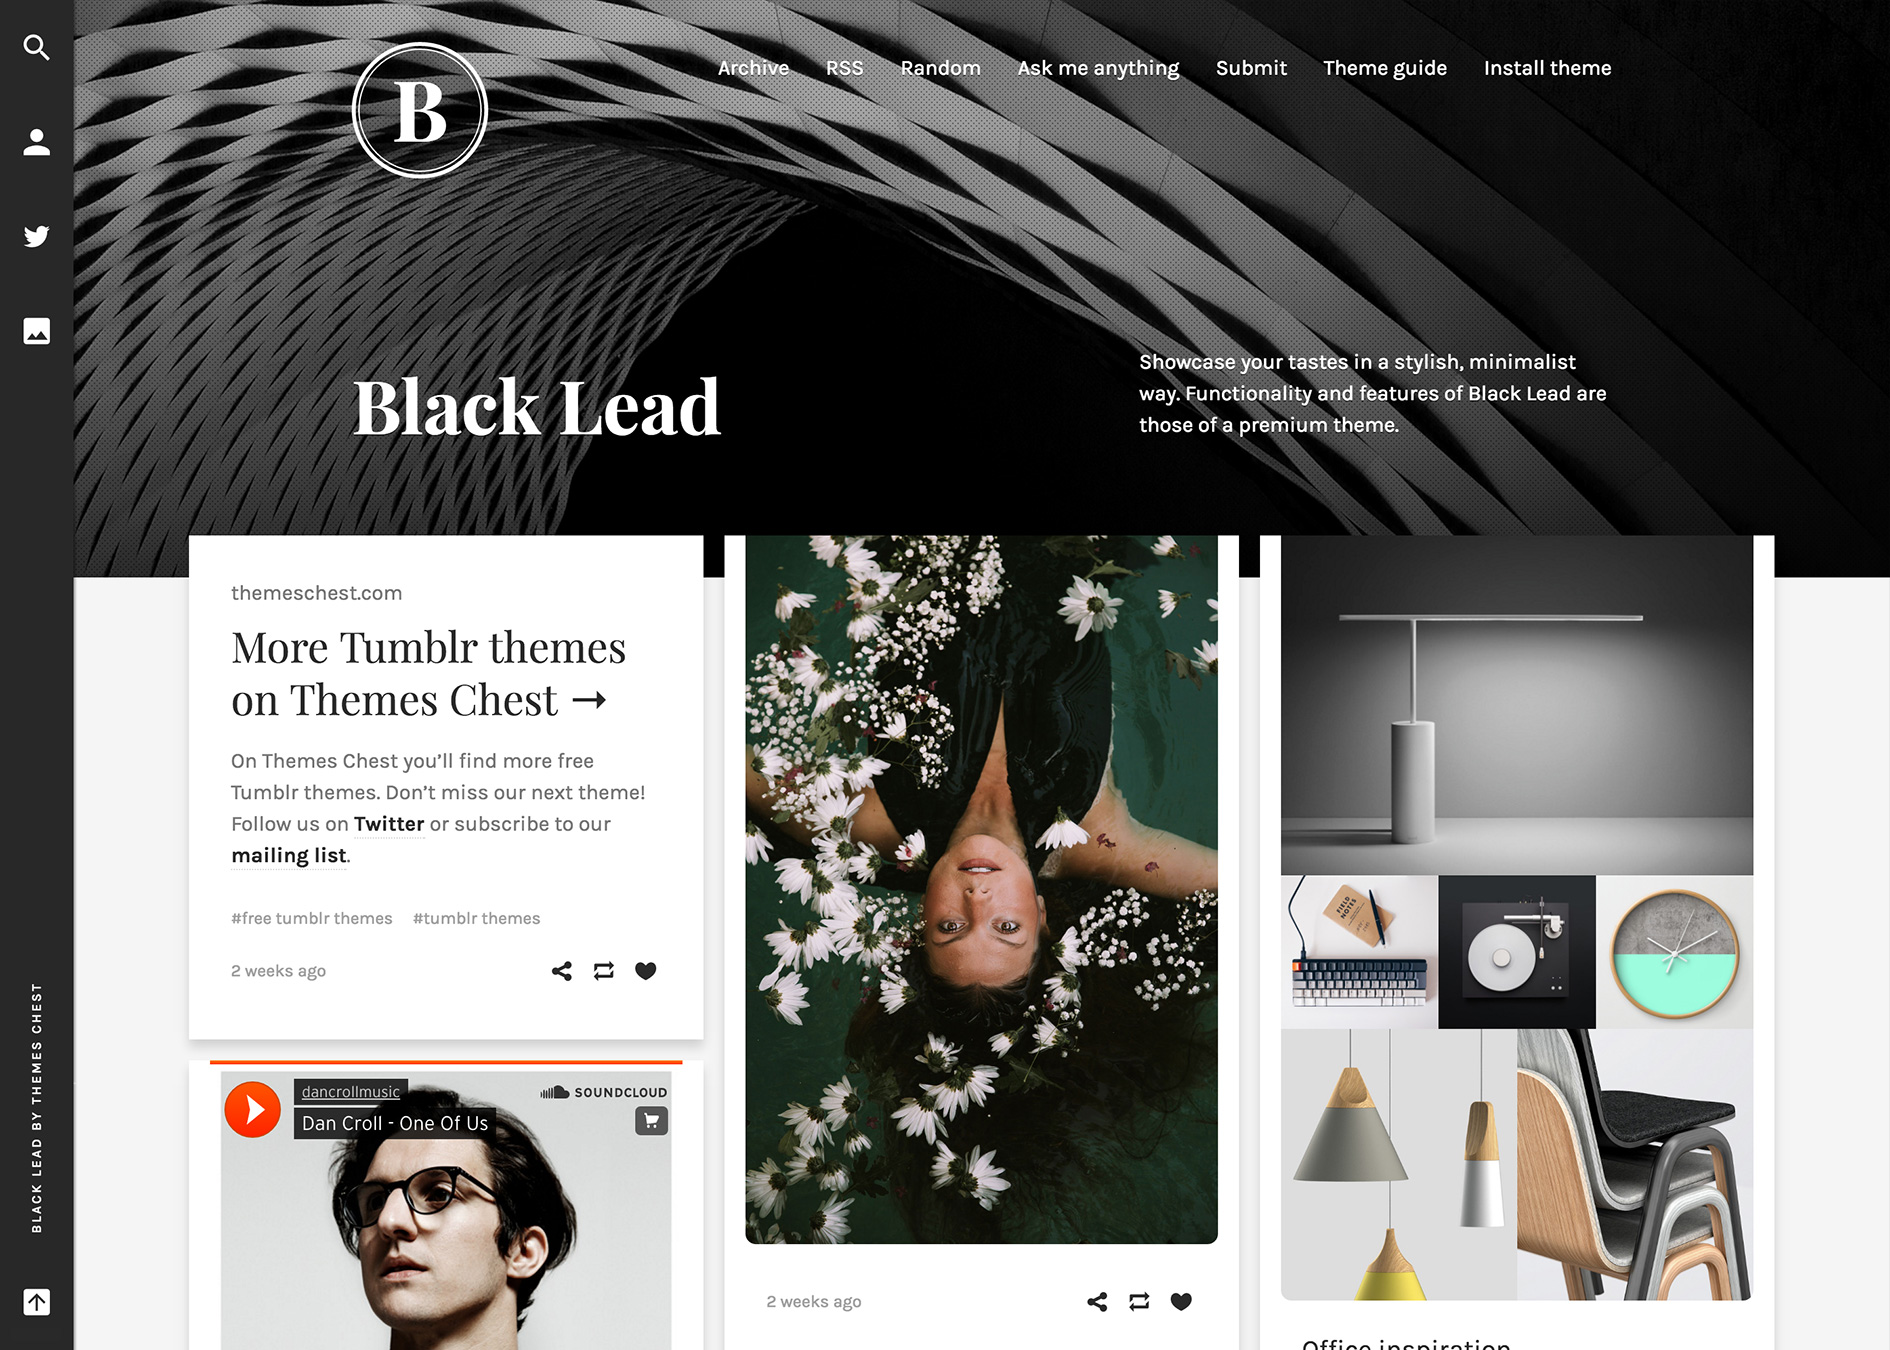 B
Archive RSS Random Ask me anything Submit Theme guide Install theme
Black Lead
Showcase your tastes in a stylish, minimalist
way. Functionality and features of Black Lead are
those of a premium theme.
themeschest.com
More Tumblr themes
on Themes Chest →
On Themes Chest you’ll find more free
Tumblr themes. Don’t miss our next theme!
Follow us on Twitter or subscribe to our
mailing list.
#free tumblr themes #tumblr themes
2 weeks ago
dancrollmusic
Dan Croll - One Of Us
SOUNDCLOUD
2 weeks ago
FIELD
NOTES
Office inspiration
BLACK LEAD BY THEMES CHEST